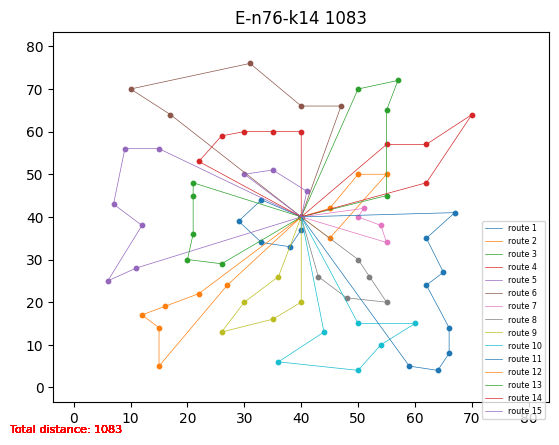 E-n76-k14 1083
80
70
60
50
40
30
20
10
0
0 10 20 30 40 50 60 70 80
route 1
route 2
route 3
route 4
route 5
route 6
route 7
route 8
route 9
route 10
route 11
route 12
route 13
route 14
route 15
Total distance: 1083